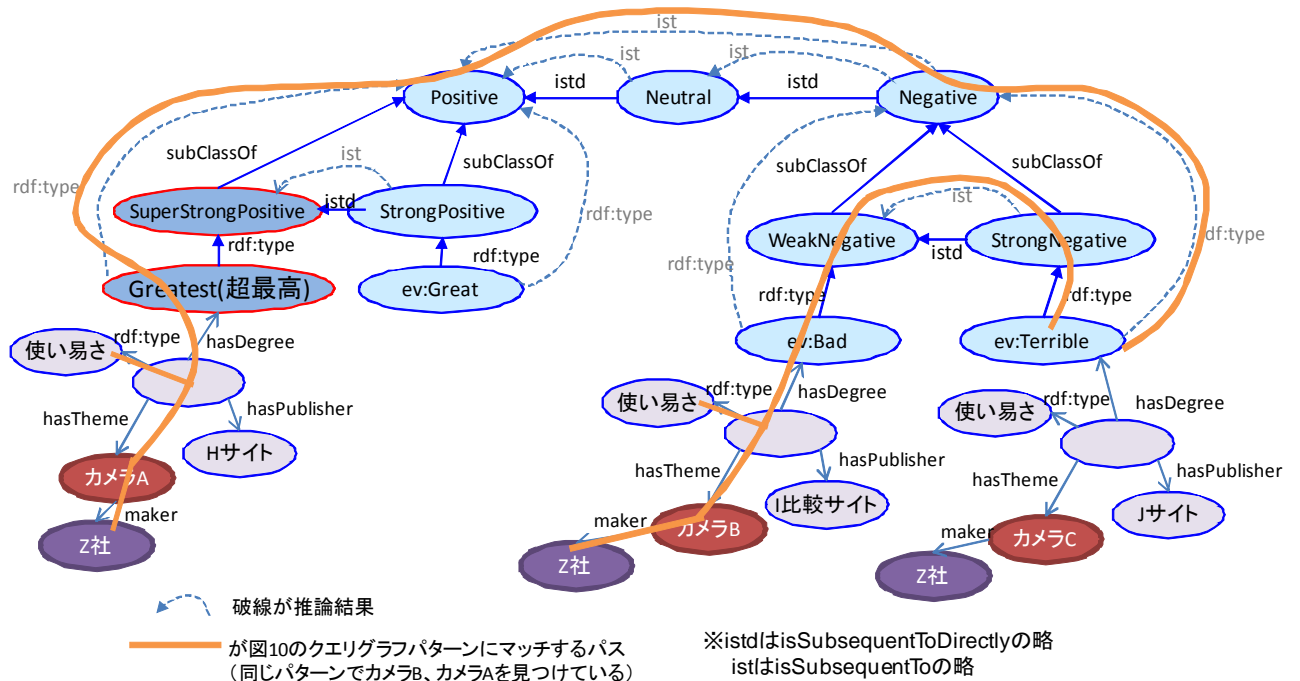 ist
ist
ist
Positive
istd
Neutral
istd
Negative
subClassOf
subClassOf
subClassOf
subClassOf
rdf:type
ist
ist
SuperStrongPositive
istd
StrongPositive
rdf:type
WeakNegative
istd
StrongNegative
df:type
rdf:type
rdf:type
rdf:type
Greatest(超最高)
ev:Great
rdf:type
rdf:type
使い易さ
rdf:type
hasDegree
ev:Bad
ev:Terrible
使い易さ
rdf:type
hasDegree
使い易さ
rdf:type
hasDegree
hasTheme
hasPublisher
Hサイト
カメラA
maker
Z社
hasTheme
hasPublisher
I比較サイト
カメラB
maker
Z社
hasTheme
hasPublisher
Jサイト
カメラC
maker
Z社
破線が推論結果
が図10のクエリグラフパターンにマッチするパス
(同じパターンでカメラB、カメラAを見つけている)
※istdはisSubsequentToDirectlyの略
istはisSubsequentToの略